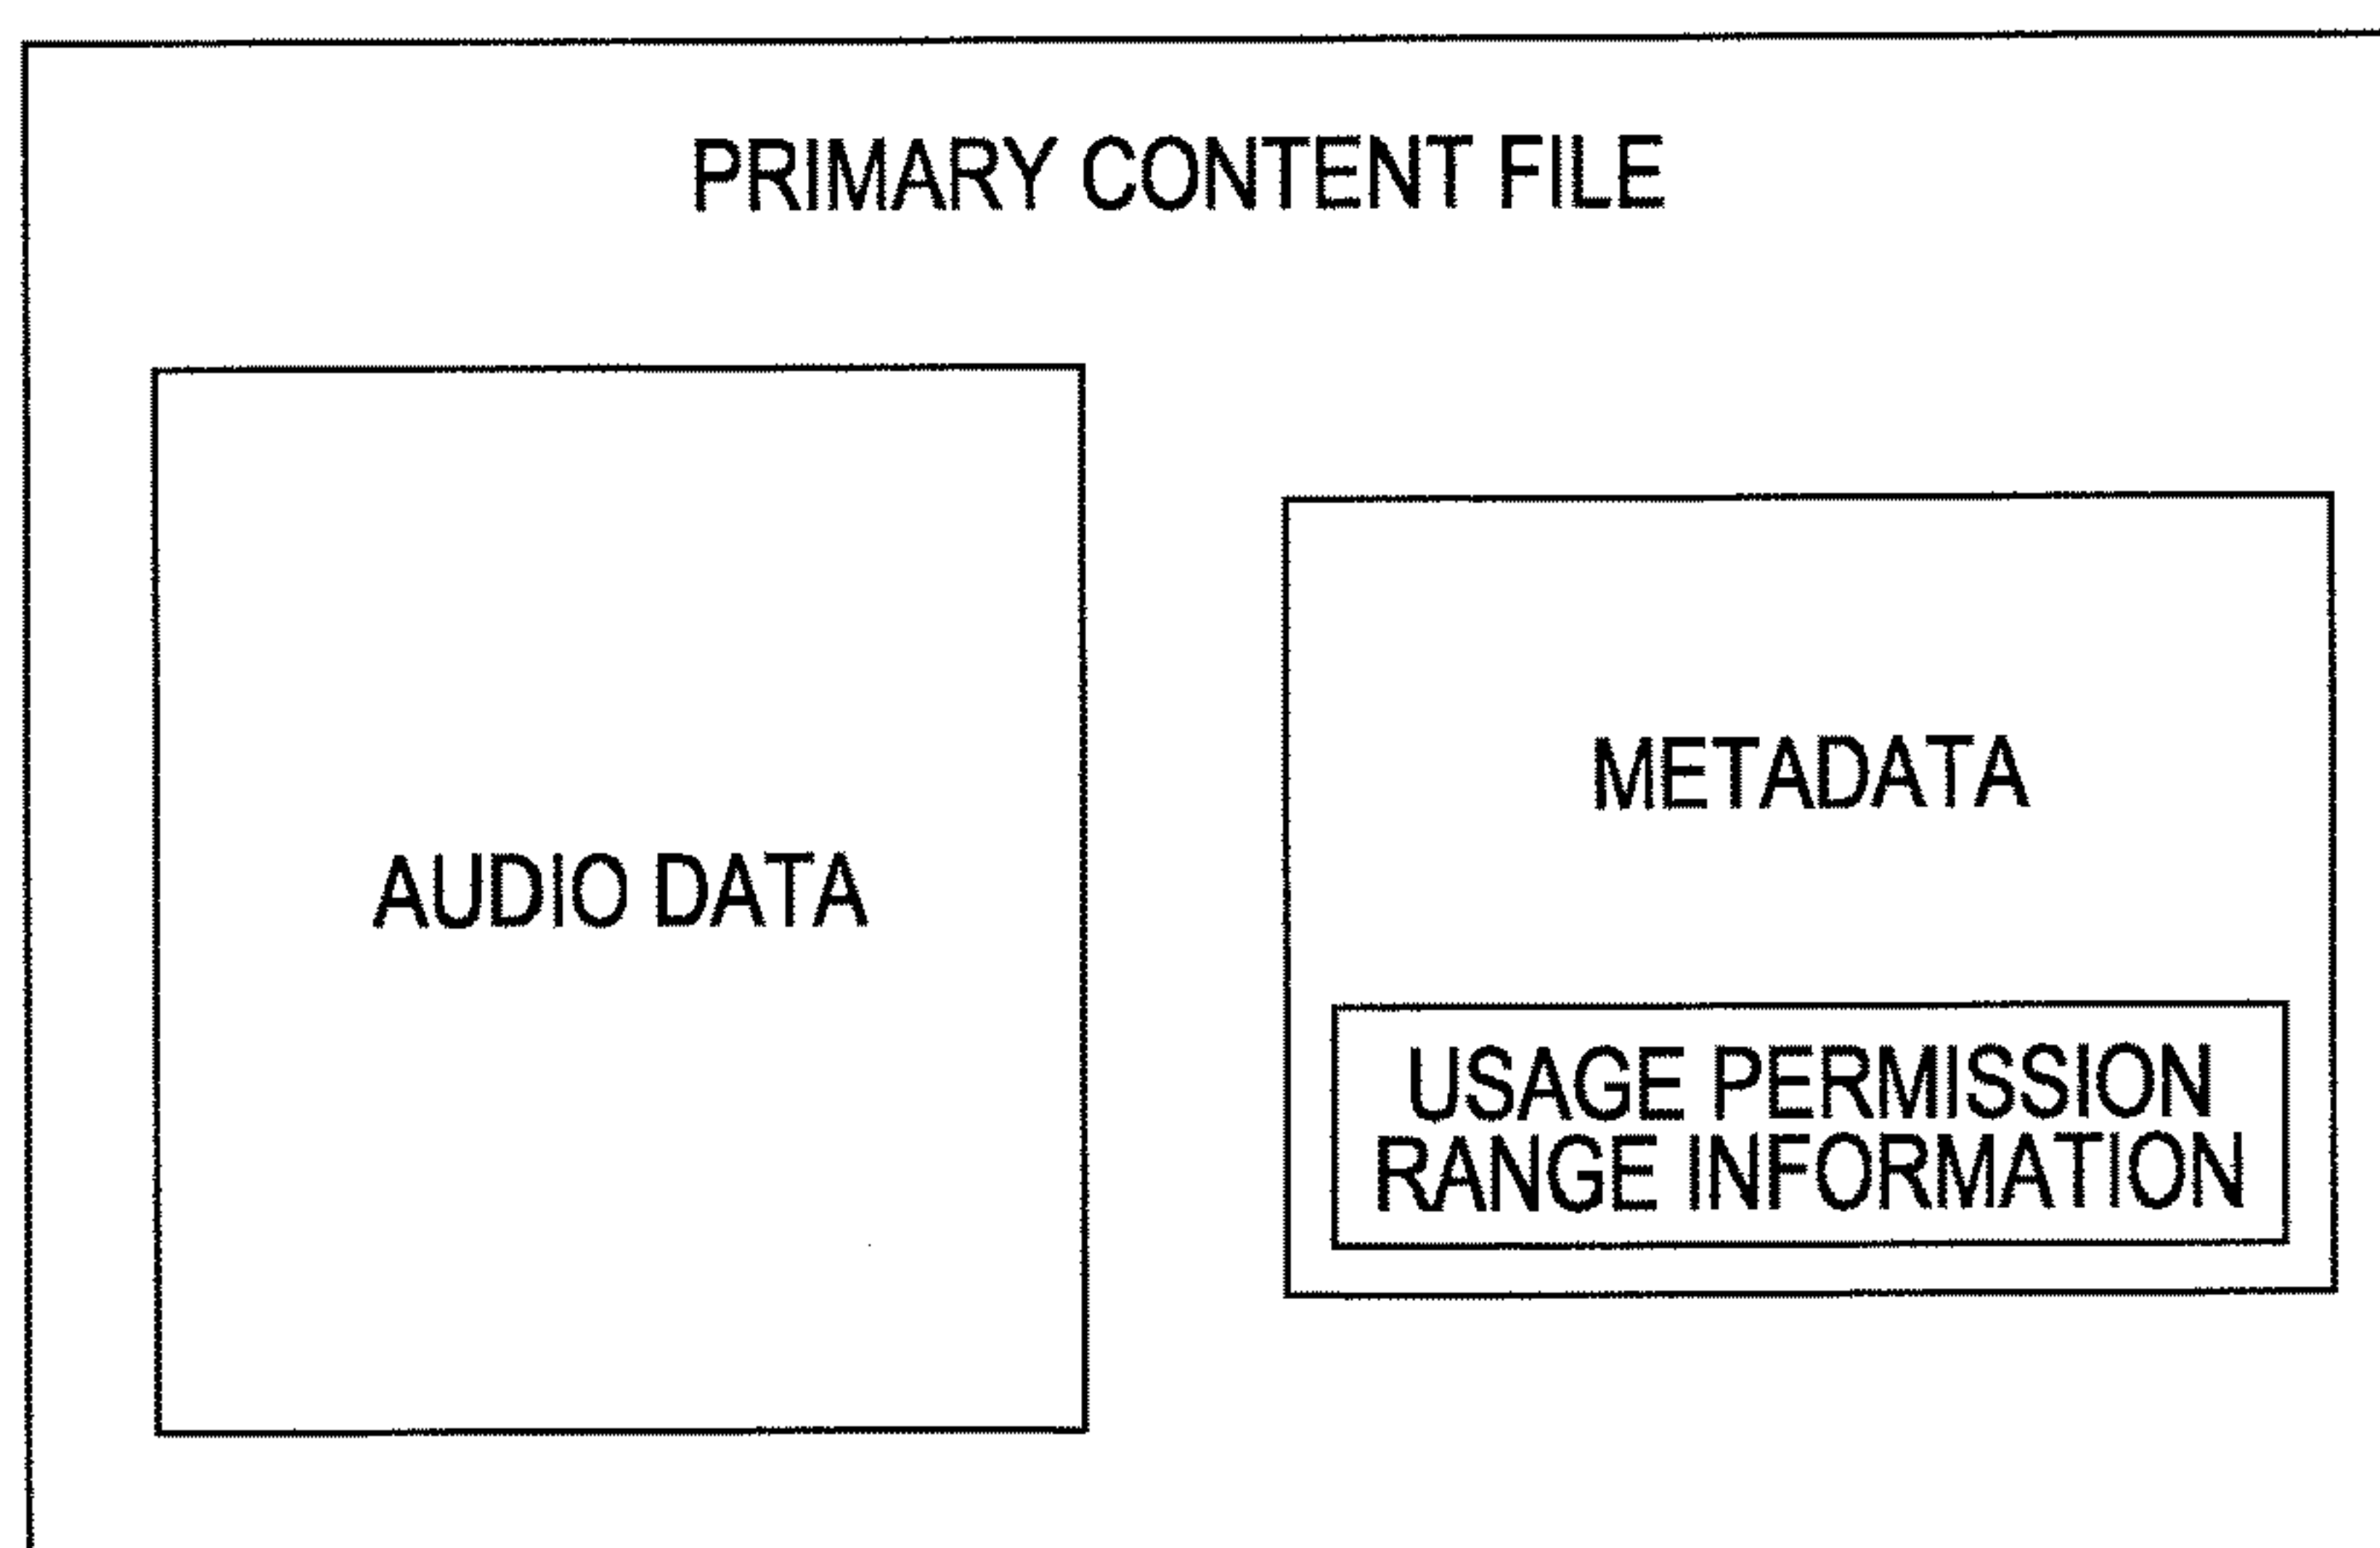 PRIMARY CONTENT FILE
AUDIO DATA
METADATA
USAGE PERMISSION
RANGE INFORMATION